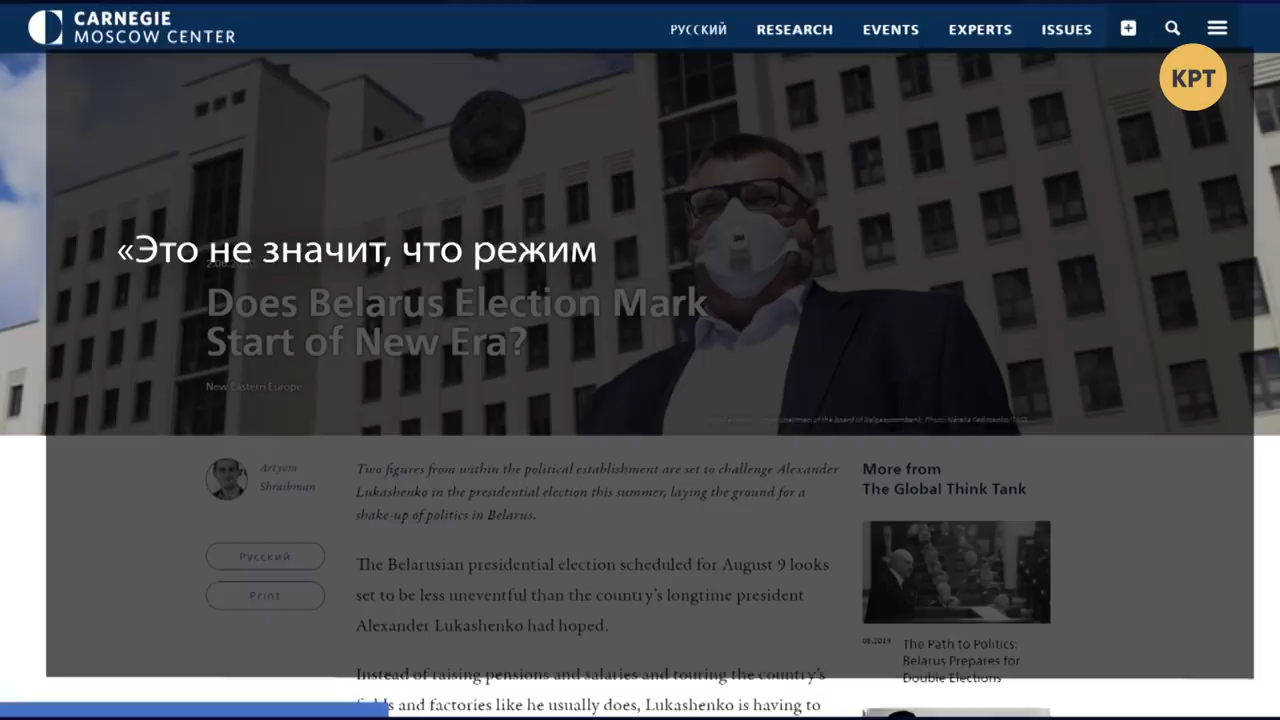 CARNEGIE
MOSCOW CENTER
РУССКИЙ
RESEARCH
EVENTS
EXPERTS
ISSUES
КРТ
«Это не значит, что режим
Does Belarus Election Mark
Start of New Era?
New Eastern Europe
Artyom
Shraibman
Русский
Print
Two figures from within the political establishment are set to challenge Alexander
Lukashenko in the presidential election this summer, laying the ground for a
shake-up of politics in Belarus.
The Belarusian presidential election scheduled for August 9 looks
set to be less uneventful than the country's longtime president
Alexander Lukashenko had hoped.
Instead of raising pensions and salaries and touring the country's
and factories like he usually does, Lukashenko is having to
More from
The Global Think Tank
08.2019
The Path to Politics:
Belarus Prepares for
Double Elections